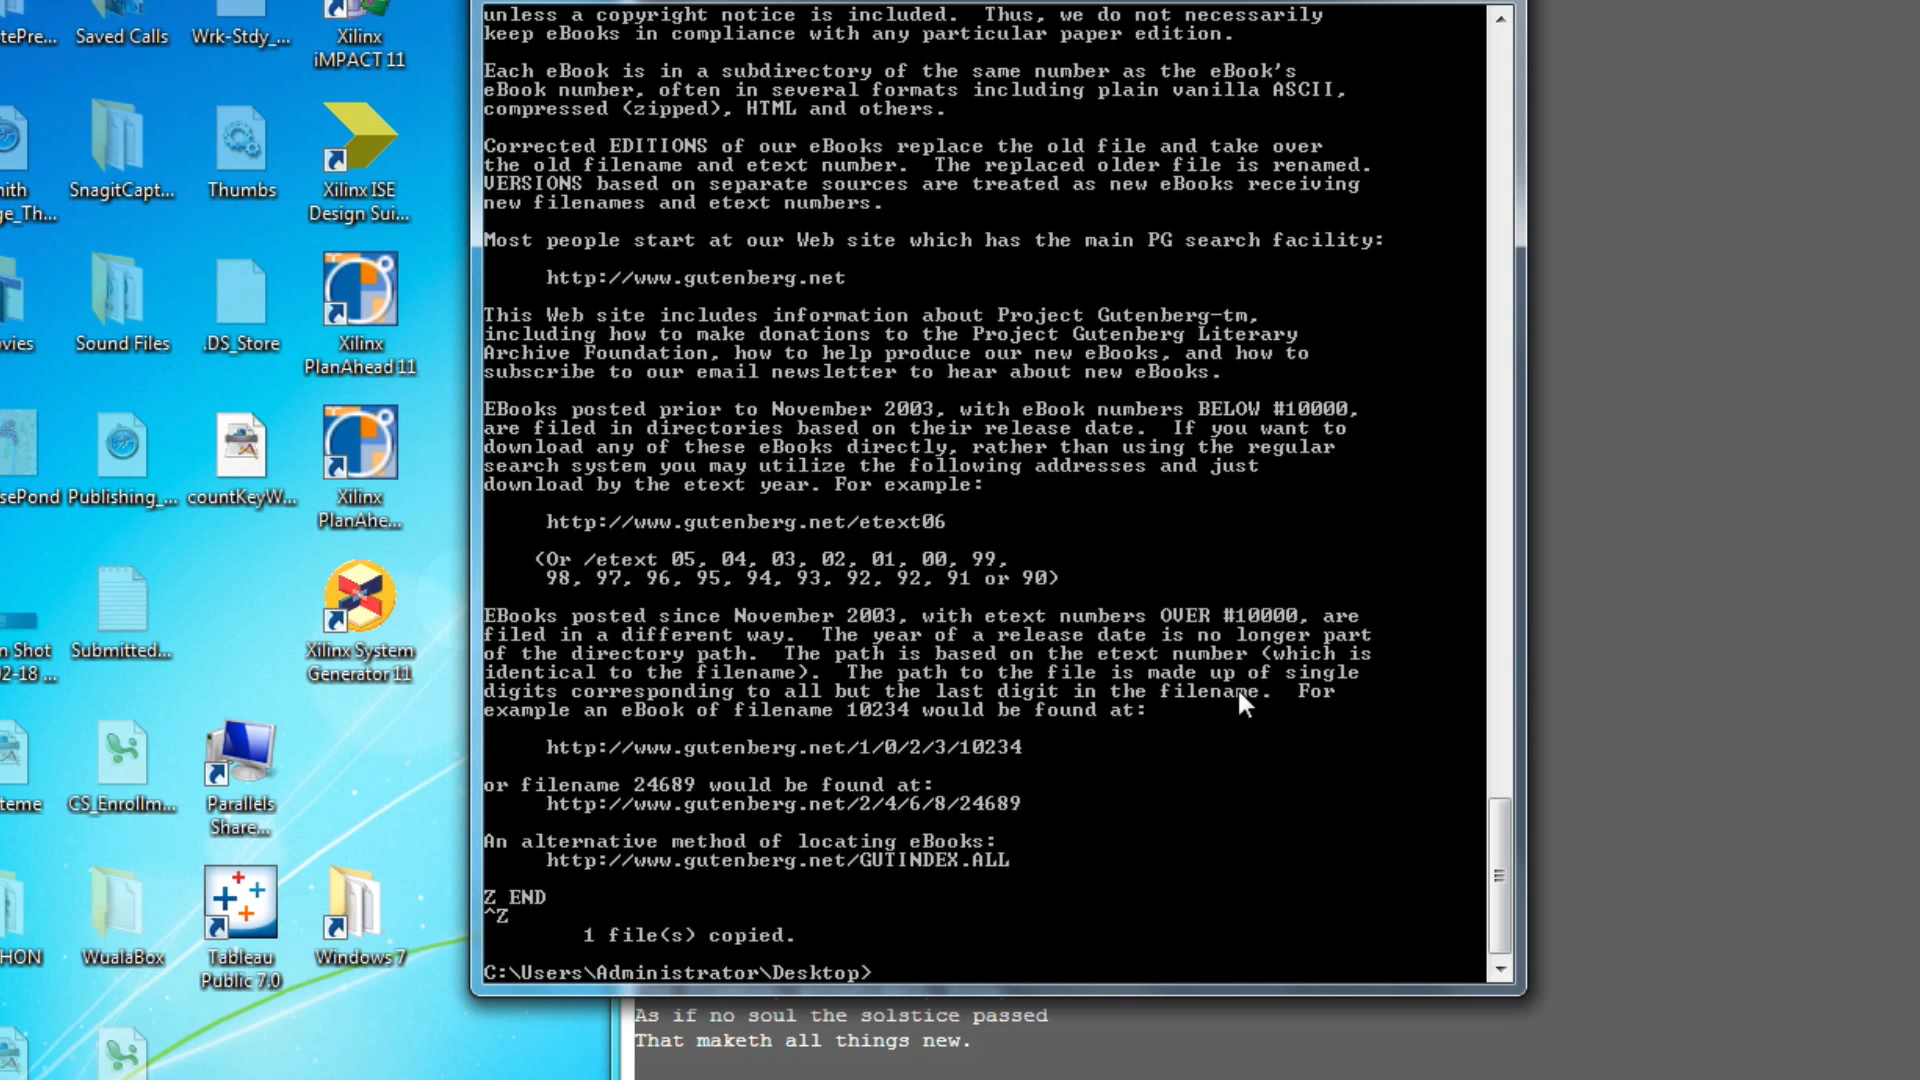 tePre...
Saved Calls
Wrk-Stdy_...
Xilinx
iMPACT 11
nith
ge_Th...
SnagitCapt...
Thumbs
Xilinx ISE
Design Sui...
ovies
Sound Files
.DS_Store
Xilinx
PlanAhead 11
sePond
Publishing_...
countKeyW...
Xilinx
PlanAhe...
n Shot
2-18 ...
Submitted...
Xilinx System
Generator 11
teme
CS_Enrollm...
Parallels
Share...
HON
WualaBox
Tableau
Public 7.0
Windows 7
unless a copyright notice is included.  Thus, we do not necessarily
keep eBooks in compliance with any particular paper edition.
Each eBook is in a subdirectory of the same number as the eBook's
eBook number, often in several formats including plain vanilla ASCII,
compressed (zipped), HTML and others.
Corrected EDITIONS of our eBooks replace the old file and take over
the old filename and etext number.  The replaced older file is renamed.
VERSIONS based on separate sources are treated as new eBooks receiving
new filenames and etext numbers.
Most people start at our Web site which has the main PG search facility:
http://www.gutenberg.net
This Web site includes information about Project Gutenberg-tm,
including how to make donations to the Project Gutenberg Literary
Archive Foundation, how to help produce our new eBooks, and how to
subscribe to our email newsletter to hear about new eBooks.
EBooks posted prior to November 2003, with eBook numbers BELOW #10000,
are filed in directories based on their release date.  If you want to
download any of these eBooks directly, rather than using the regular
search system you may utilize the following addresses and just
download by the etext year. For example:
http://www.gutenberg.net/etext06
(Or /etext 05, 04, 03, 02, 01, 00, 99,
98, 97, 96, 95, 94, 93, 92, 92, 91 or 90)
EBooks posted since November 2003, with etext numbers OVER #10000, are
filed in a different way.  The year of a release date is no longer part
of the directory path.  The path is based on the etext number (which is
identical to the filename).  The path to the file is made up of single
digits corresponding to all but the last digit in the filename.  For
example an eBook of filename 10234 would be found at:
http://www.gutenberg.net/1/0/2/3/10234
or filename 24689 would be found at:
http://www.gutenberg.net/2/4/6/8/24689
An alternative method of locating eBooks:
http://www.gutenberg.net/GUTINDEX.ALL
Z END
^Z
1 file(s) copied.
C:\Users\Administrator\Desktop>
As if no soul the solstice passed
That maketh all things new.